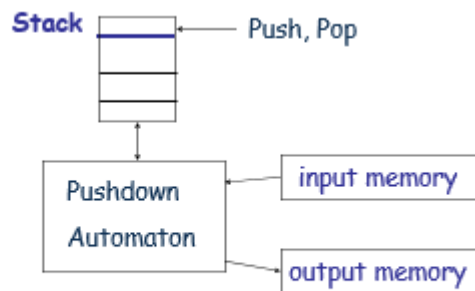 Stack
Push, Pop
Pushdown
Automaton
input memory
output memory